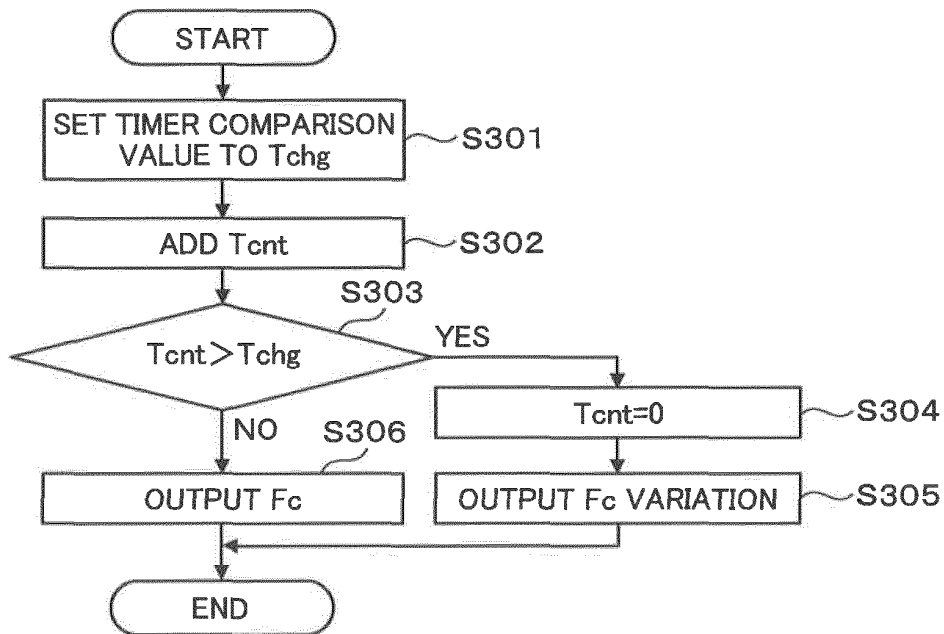 START
SET TIMER COMPARISON
VALUE TO Tchg
S301
ADD Tcnt
S302
S303
Tcnt>Tchg
YES
NO
Tcnt=0
S304
S306
OUTPUT Fc
OUTPUT Fc VARIATION
S305
END